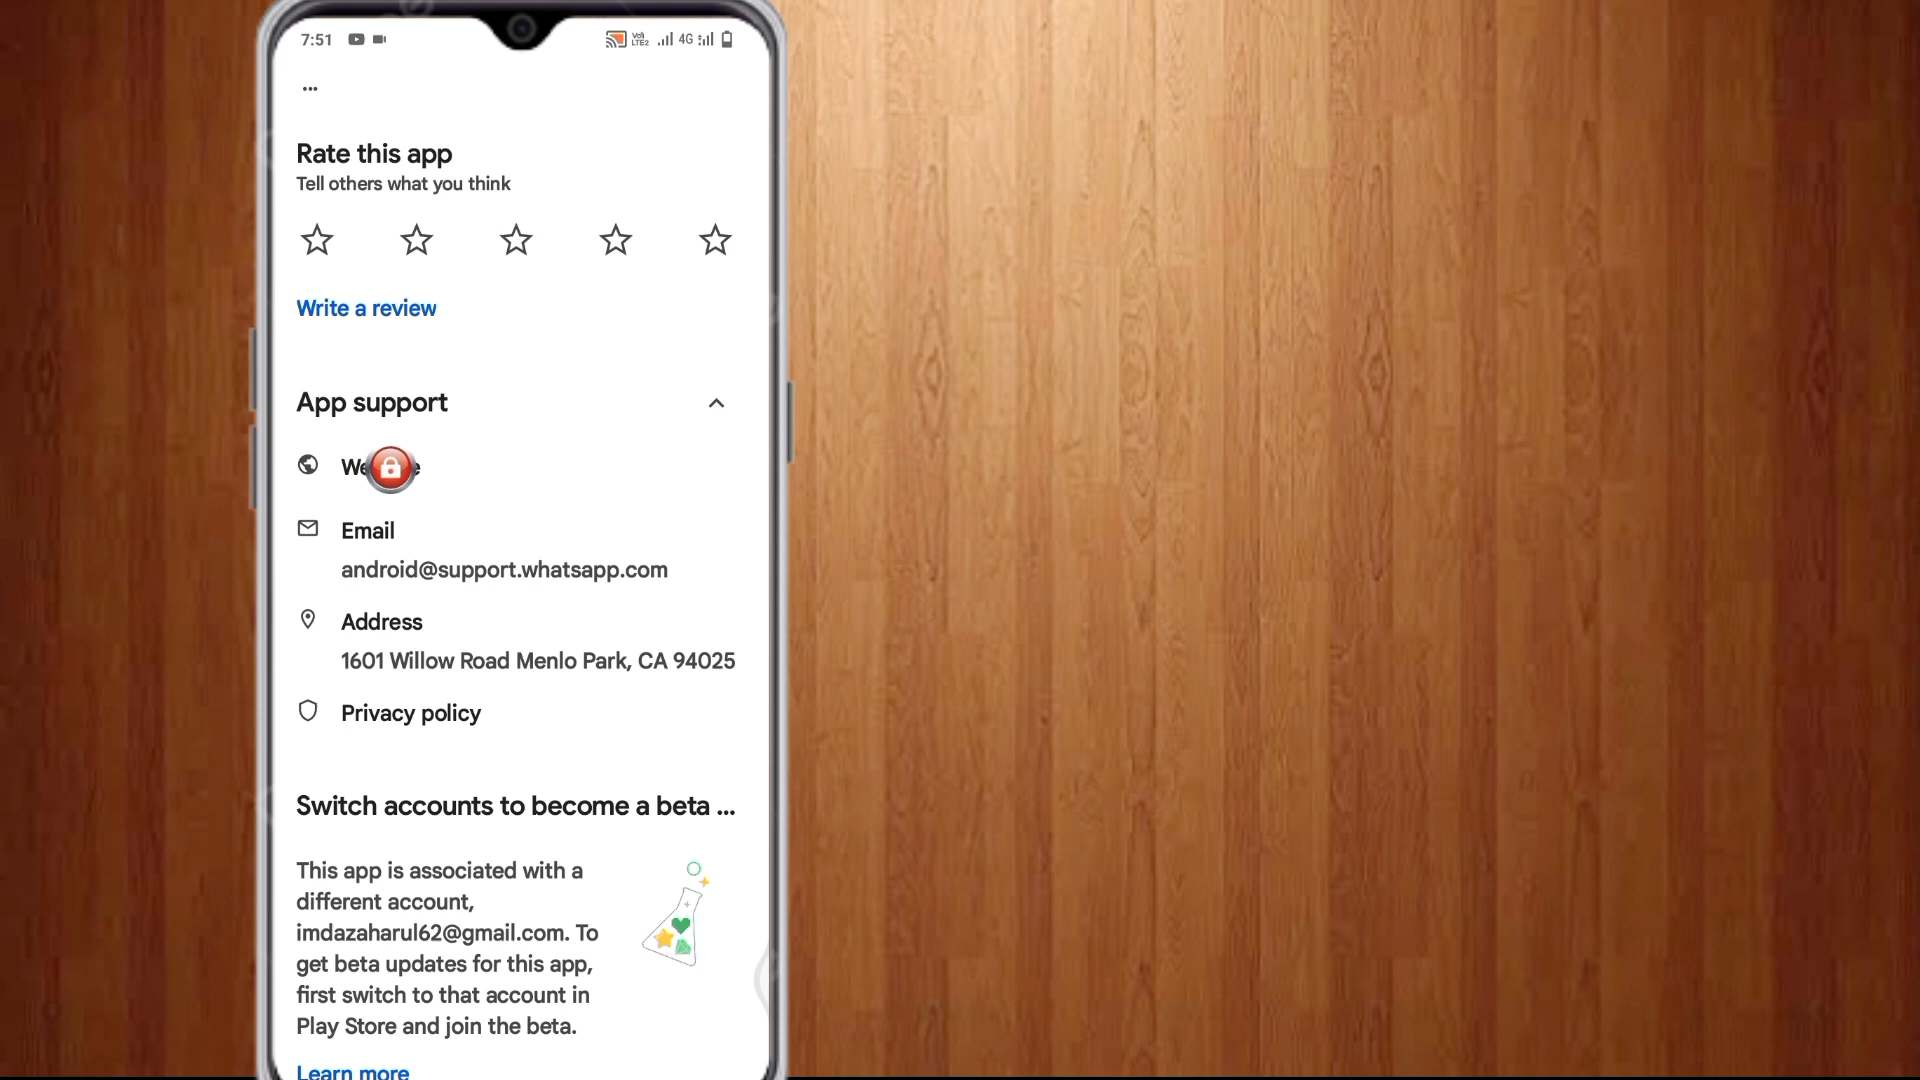 7:51
VoLTE2 4G
...
Rate this app
Tell others what you think
Write a review
App support
Email
android@support.whatsapp.com
Address
1601 Willow Road Menlo Park, CA 94025
Privacy policy
Switch accounts to become a beta ...
This app is associated with a
different account,
imdazaharul62@gmail.com. To
get beta updates for this app,
first switch to that account in
Play Store and join the beta.
Learn more